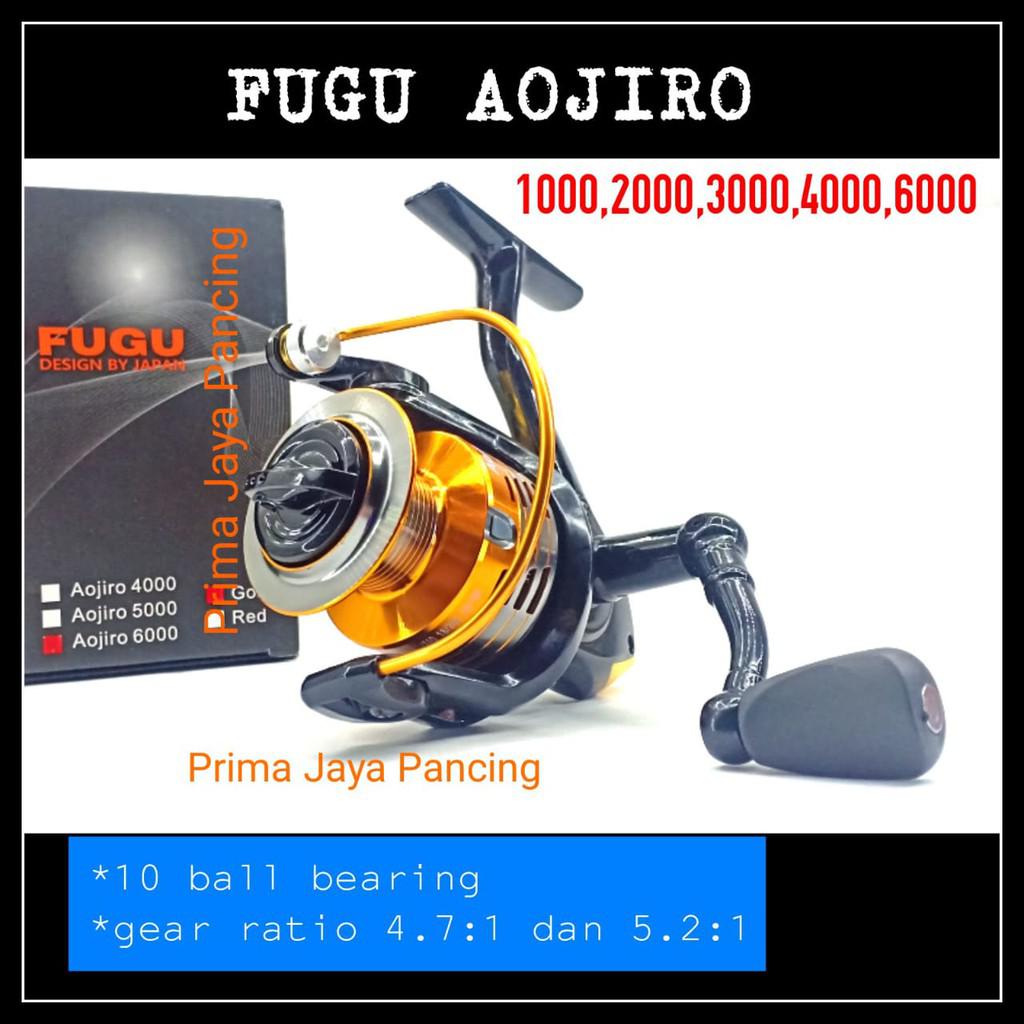 FUGU AOJIRO
1000,2000,3000,4000,6000
FUGU
DESIGN BY JAPAN
Prima Jaya Pancing
Aojiro 4000
Aojiro 5000
Aojiro 6000
Go
Red
Prima Jaya Pancing
*10 ball bearing
*gear ratio 4.7:1 dan 5.2:1